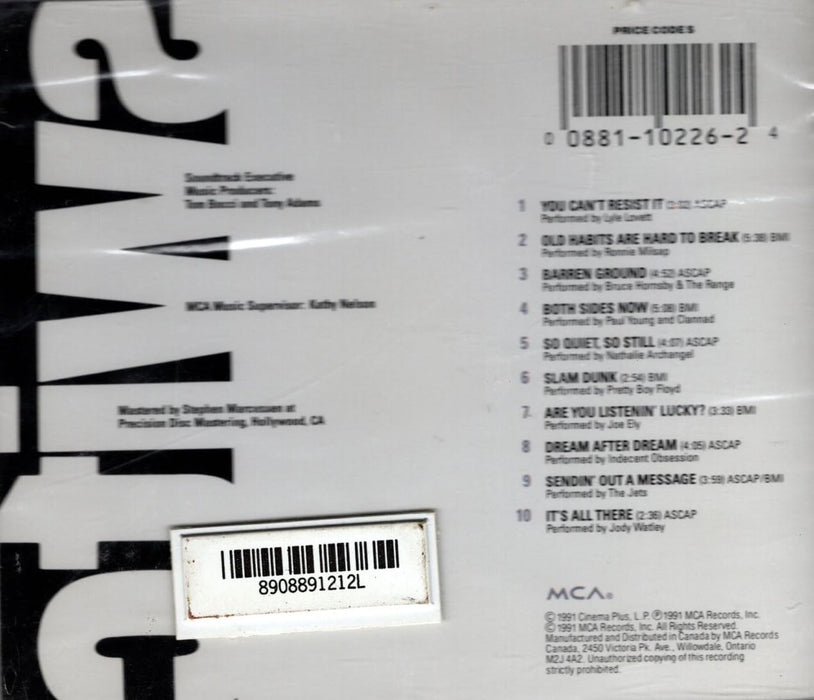 PRICE CODE S
0 0881-10226-2 4
Soundtrack Executive
Music Producers:
Tom Bocci and Tony Adams
MCA Music Supervisor: Kathy Nelson
Mastered by Stephen Marcussen at
Precision Disc Mastering, Hollywood, CA
8908891212L
1 YOU CAN'T RESIST IT ASCAP
Performed by Lyle Lovett
2 OLD HABITS ARE HARD TO BREAK (5:38) BMI
Performed by Ronnie Milsap
3 BARREN GROUND (4:52) ASCAP
Performed by Bruce Hornsby & The Range
4 BOTH SIDES NOW (5:08) BMI
Performed by Paul Young and Clannad
5 SO QUIET, SO STILL (4:07) ASCAP
Performed by Nathalie Archangel
6 SLAM DUNK (2:54) BMI
Performed by Pretty Boy Floyd
7 ARE YOU LISTENIN' LUCKY? (3:33) BMI
Performed by Joe Ely
8 DREAM AFTER DREAM (4:05) ASCAP
Performed by Indecent Obsession
9 SENDIN' OUT A MESSAGE (3:59) ASCAP/BMI
Performed by The Jets
10 IT'S ALL THERE (2:36) ASCAP
Performed by Jody Watley
MCA®
©1991 Cinema Plus, L.P. ℗1991 MCA Records, Inc.
©1991 MCA Records, Inc. All Rights Reserved.
Manufactured and Distributed in Canada by MCA Records
Canada, 2450 Victoria Pk. Ave., Willowdale, Ontario
M2J 4A2. Unauthorized copying of this recording
strictly prohibited.